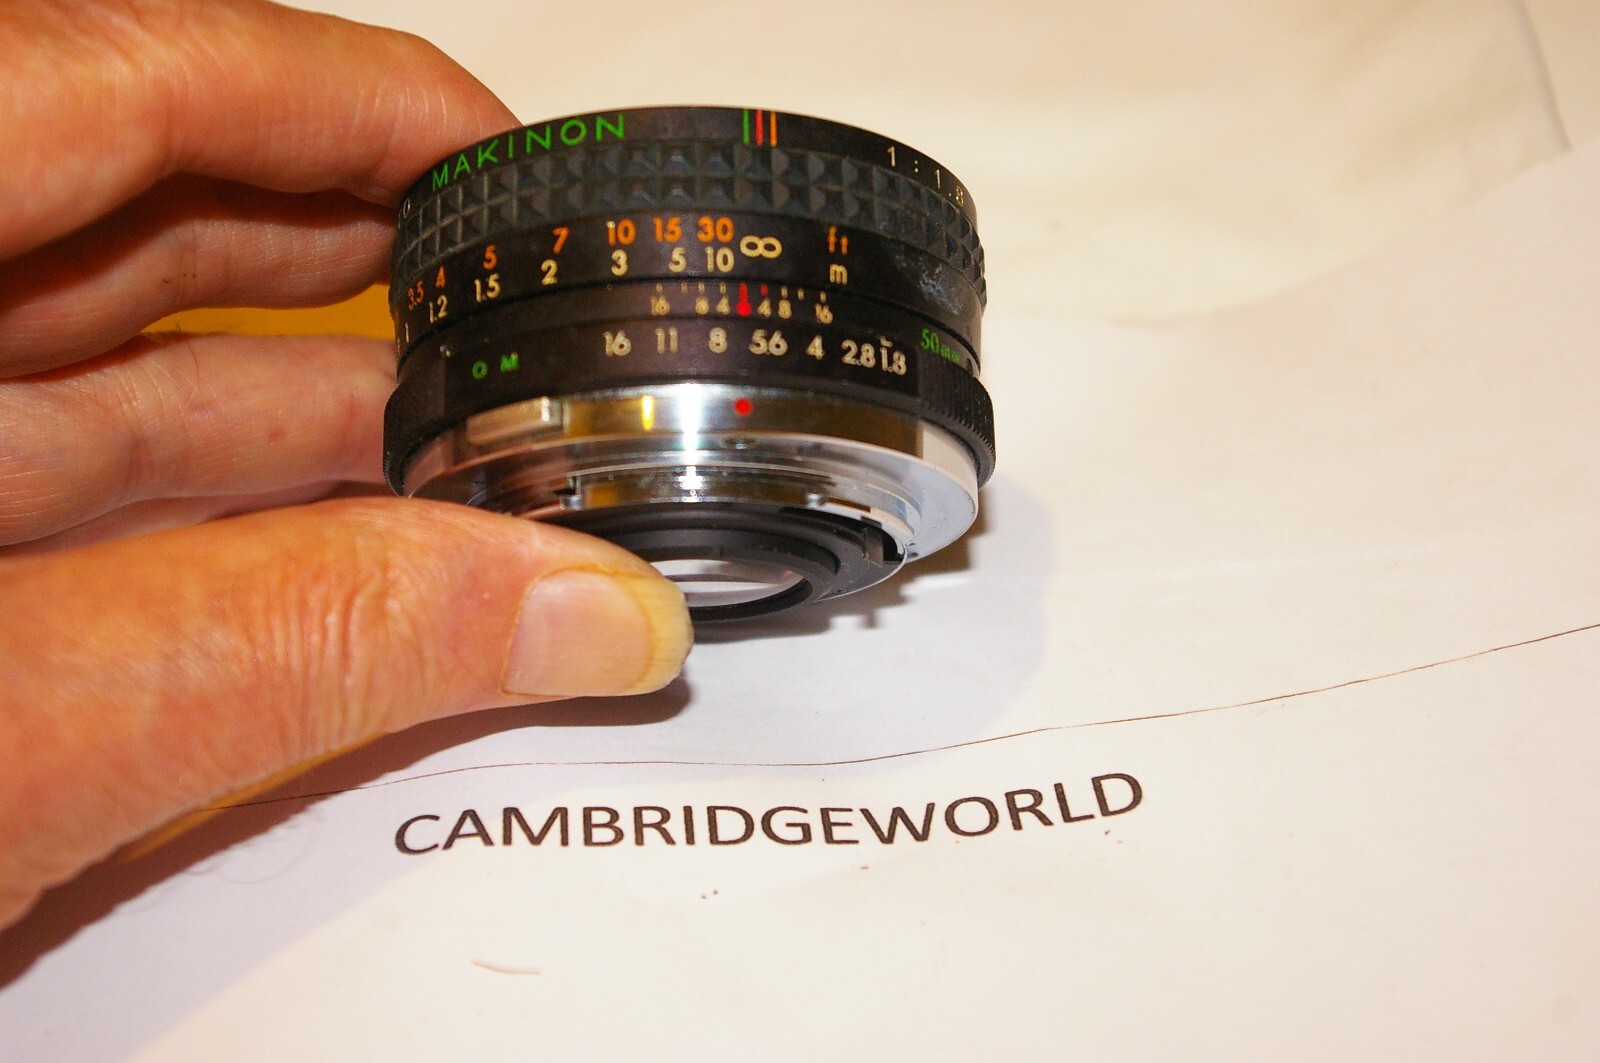 MAKINON 1:1.8
3.5 4 5 7 10 15 30 ∞ ft
1 1.2 1.5 2 3 5 10 m
16 8 4 4 8 16
O M 16 11 8 5.6 4 2.8 1.8 50mm
CAMBRIDGEWORLD